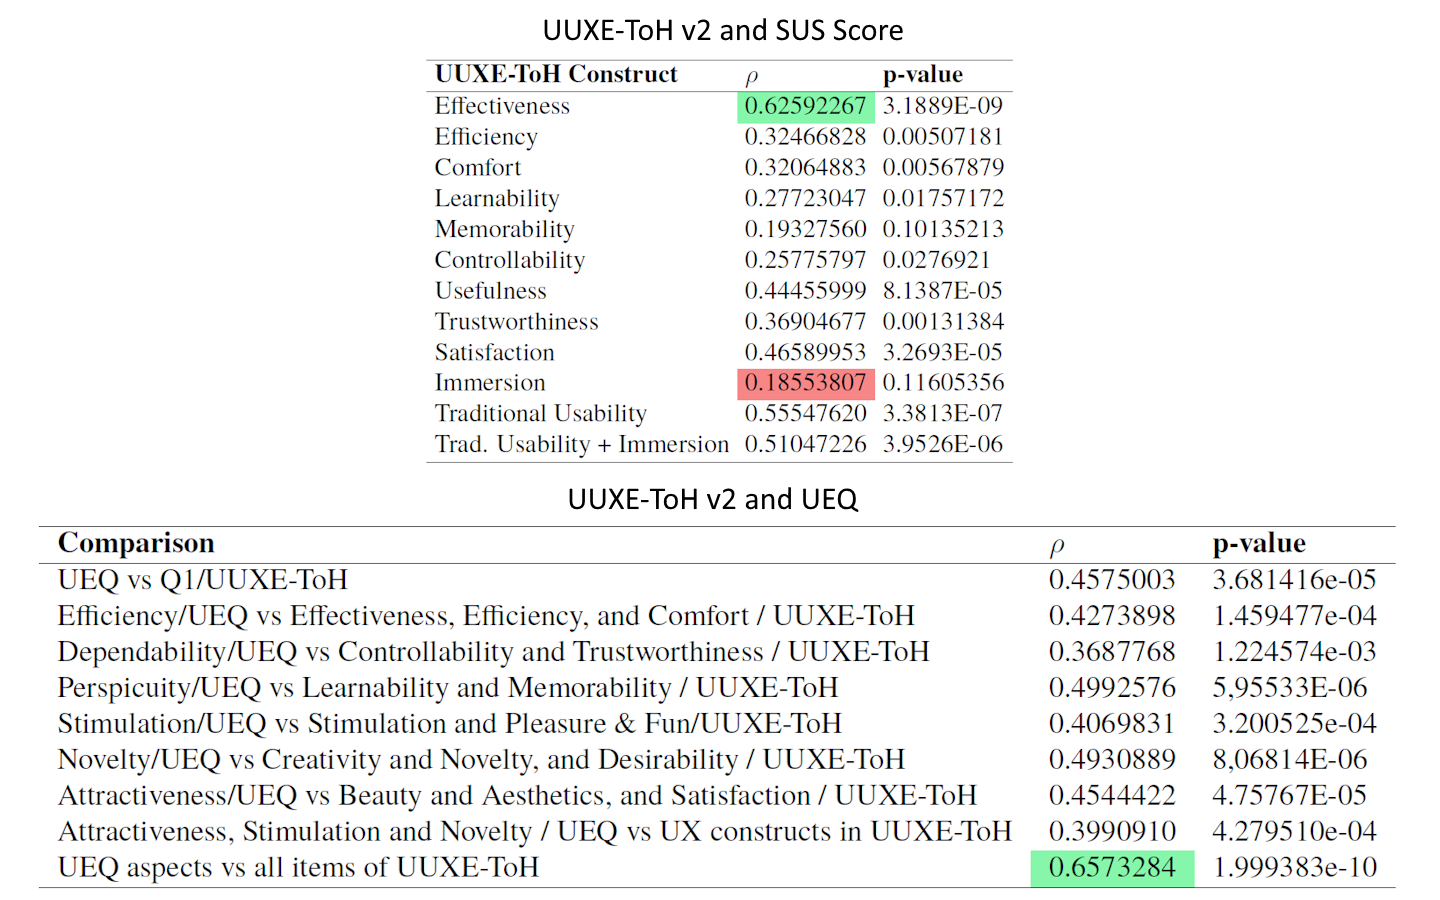 UUXE-ToH v2 and SUS Score
UUXE-ToH Construct ρ p-value
Effectiveness 0.62592267 3.1889E-09
Efficiency 0.32466828 0.00507181
Comfort 0.32064883 0.00567879
Learnability 0.27723047 0.01757172
Memorability 0.19327560 0.10135213
Controllability 0.25775797 0.0276921
Usefulness 0.44455999 8.1387E-05
Trustworthiness 0.36904677 0.00131384
Satisfaction 0.46589953 3.2693E-05
Immersion 0.18553807 0.11605356
Traditional Usability 0.55547620 3.3813E-07
Trad. Usability + Immersion 0.51047226 3.9526E-06
UUXE-ToH v2 and UEQ
Comparison ρ p-value
UEQ vs Q1/UUXE-ToH 0.4575003 3.681416e-05
Efficiency/UEQ vs Effectiveness, Efficiency, and Comfort / UUXE-ToH 0.4273898 1.459477e-04
Dependability/UEQ vs Controllability and Trustworthiness / UUXE-ToH 0.3687768 1.224574e-03
Perspicuity/UEQ vs Learnability and Memorability / UUXE-ToH 0.4992576 5,95533E-06
Stimulation/UEQ vs Stimulation and Pleasure & Fun/UUXE-ToH 0.4069831 3.200525e-04
Novelty/UEQ vs Creativity and Novelty, and Desirability / UUXE-ToH 0.4930889 8,06814E-06
Attractiveness/UEQ vs Beauty and Aesthetics, and Satisfaction / UUXE-ToH 0.4544422 4.75767E-05
Attractiveness, Stimulation and Novelty / UEQ vs UX constructs in UUXE-ToH 0.3990910 4.279510e-04
UEQ aspects vs all items of UUXE-ToH 0.6573284 1.999383e-10